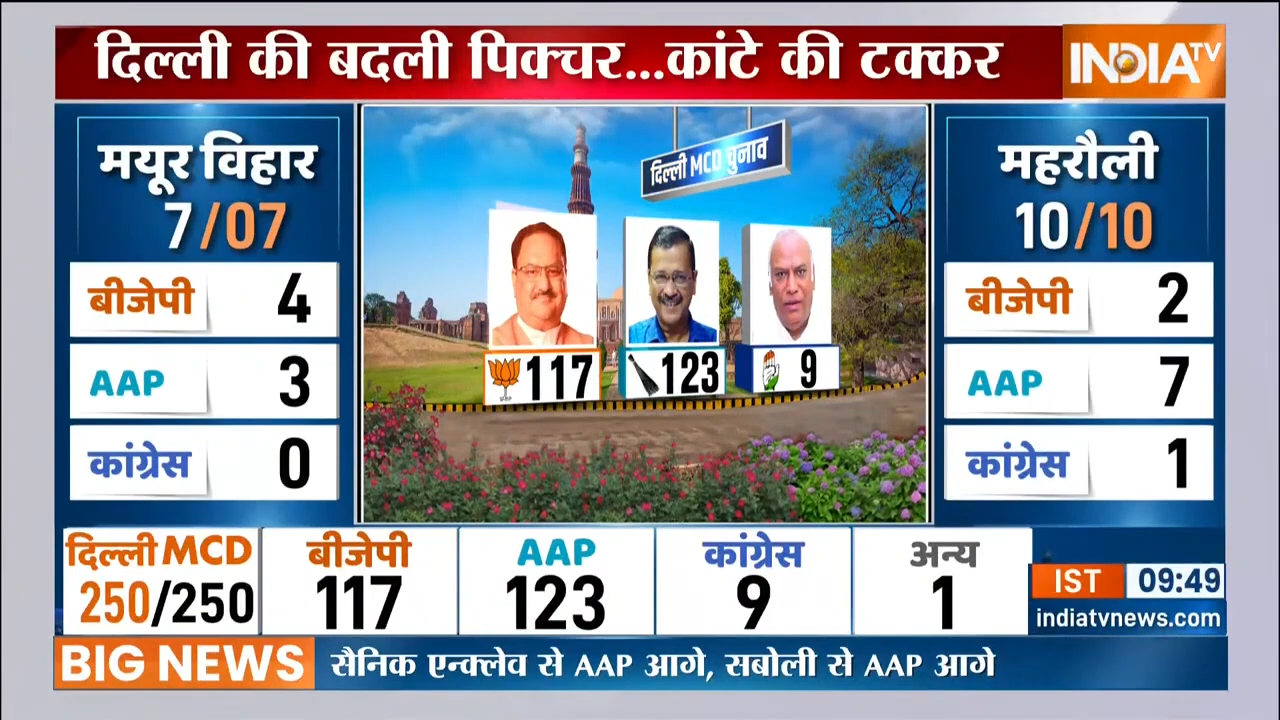 दिल्ली की बदली पिक्चर...कांटे की टक्कर
INDIA TV
मयूर विहार
7/07
बीजेपी 4
AAP 3
कांग्रेस 0
दिल्ली MCD चुनाव
117
123
9
महरौली
10/10
बीजेपी 2
AAP 7
कांग्रेस 1
दिल्ली MCD
250/250
बीजेपी
117
AAP
123
कांग्रेस
9
अन्य
1
IST 09:49
indiatvnews.com
BIG NEWS
सैनिक एन्क्लेव से AAP आगे, सबोली से AAP आगे